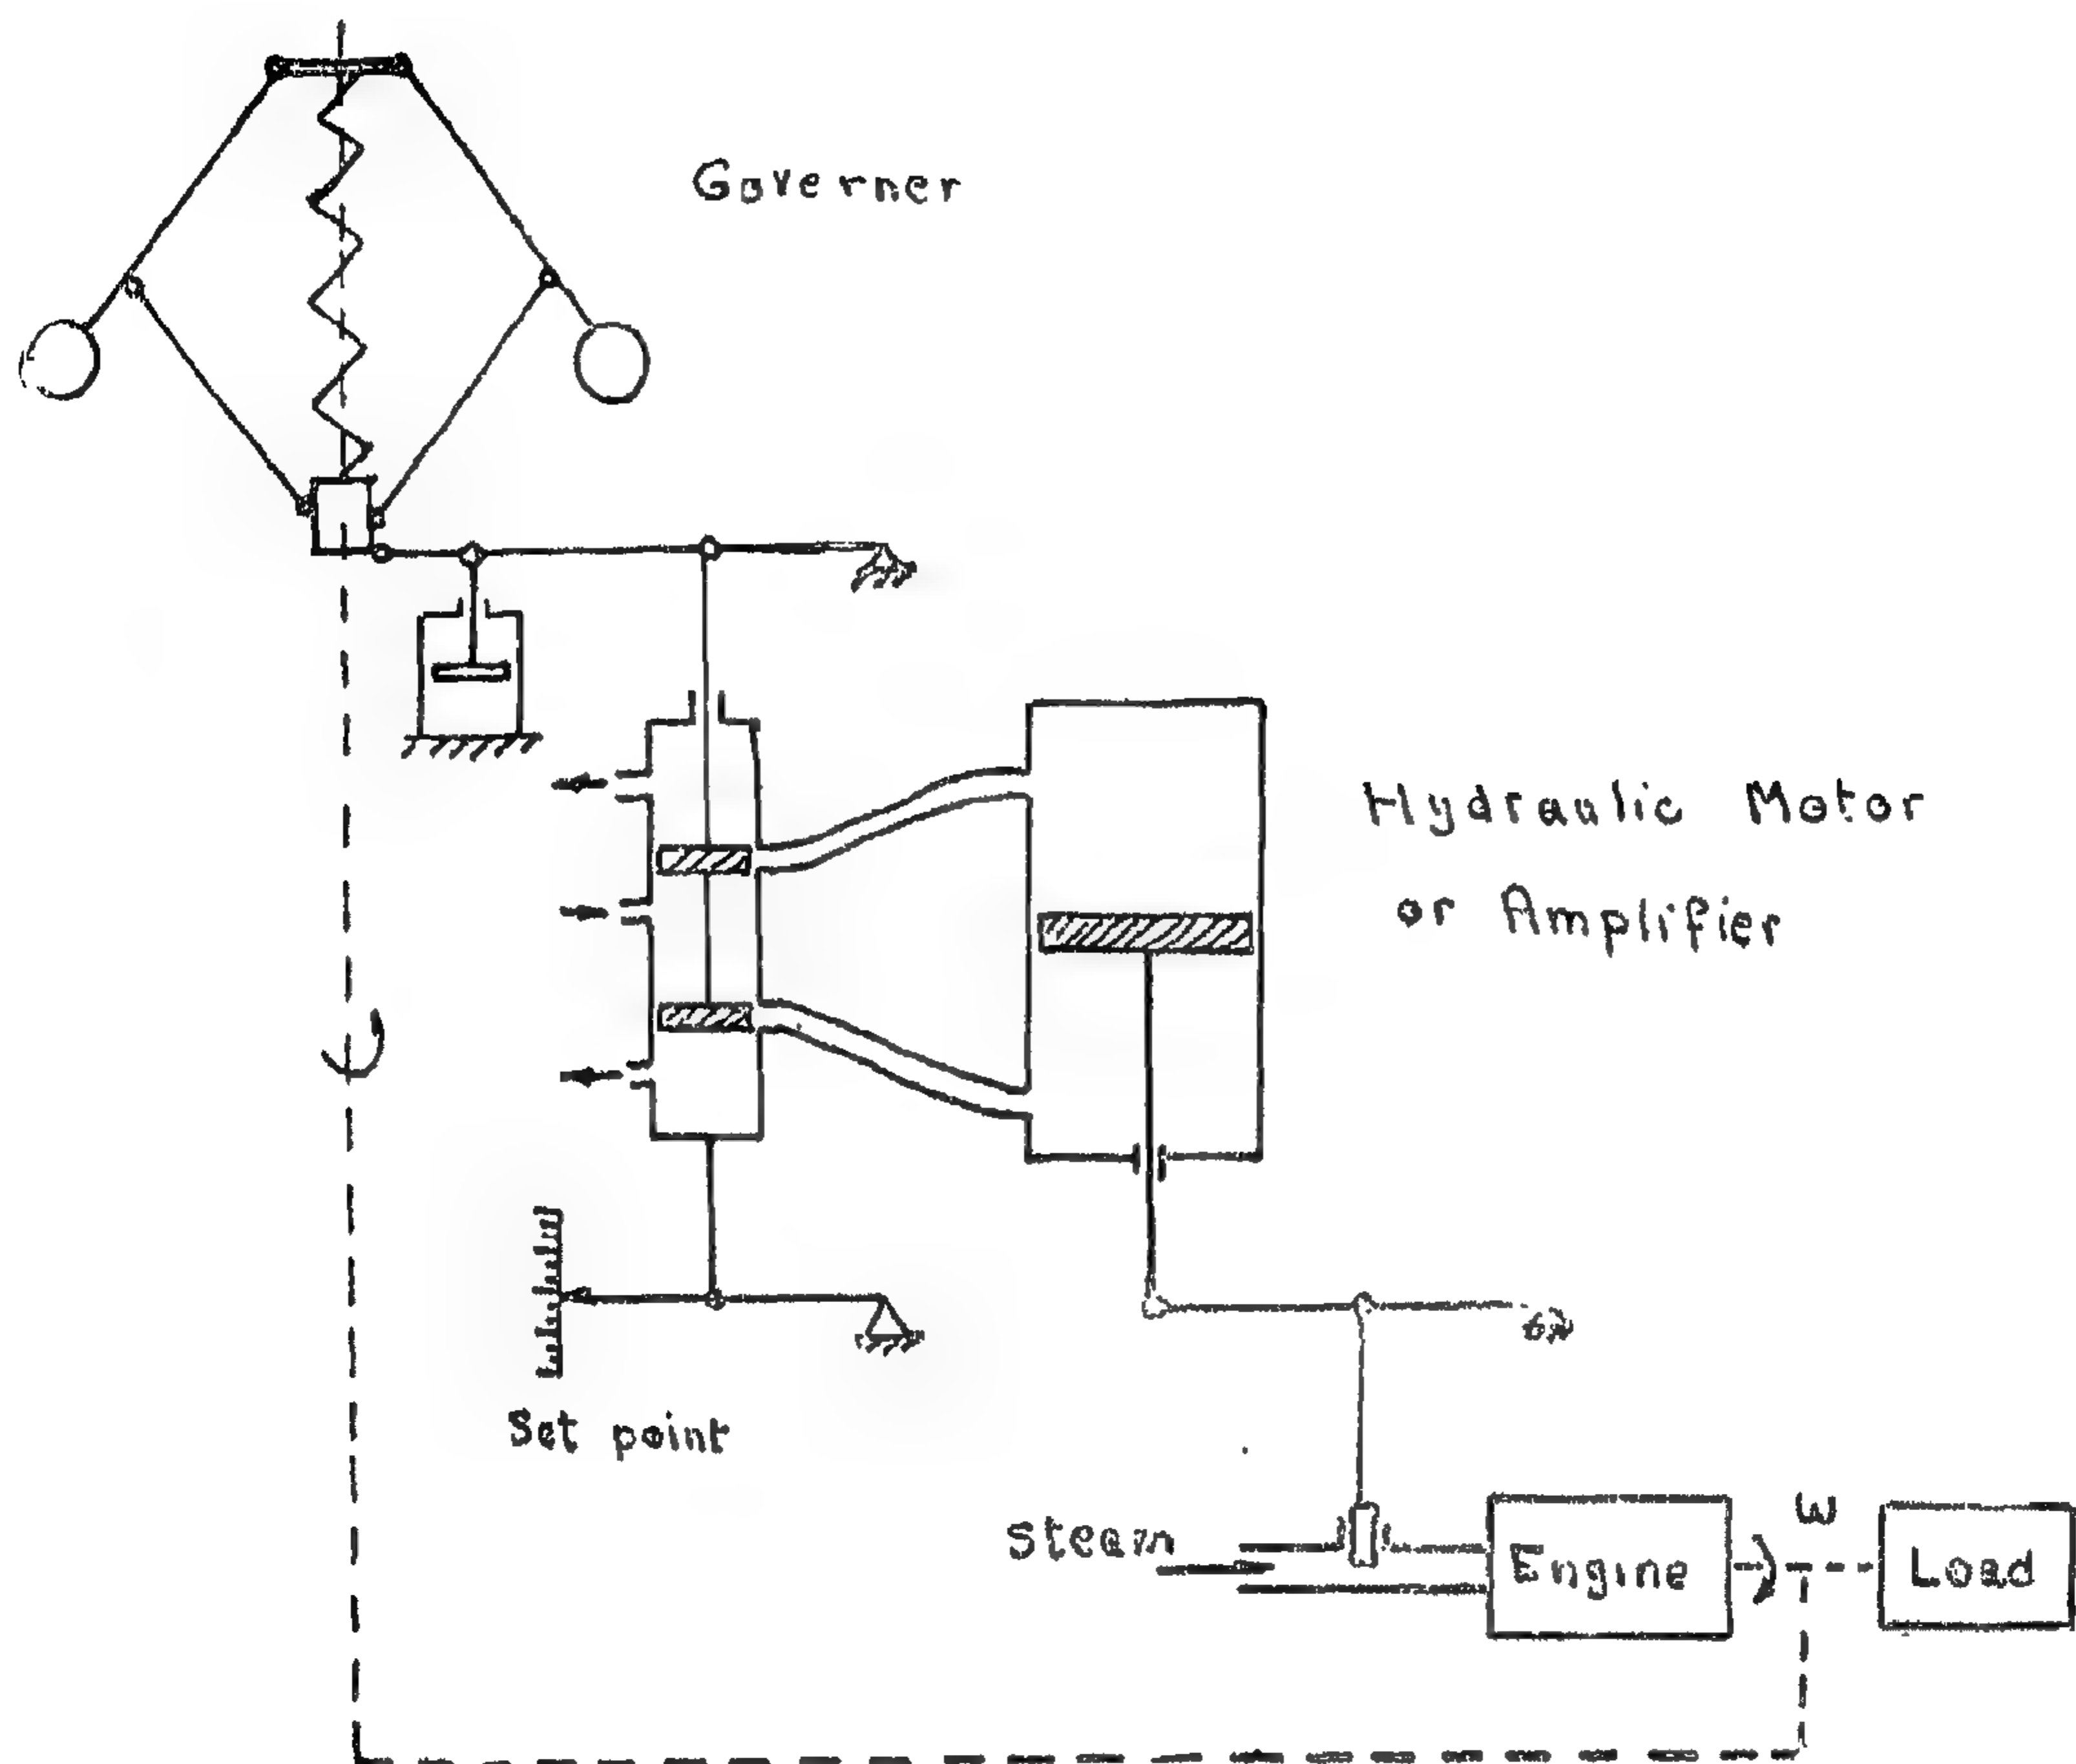 Governer
Hydraulic Motor
or Amplifier
Set point
steam
Engine
ω
Load